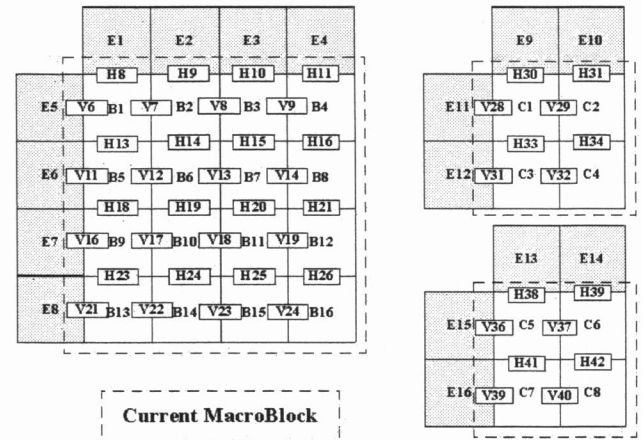 E1 E2 E3 E4
H8 H9 H10 H11
E5 V6 B1 V7 B2 V8 B3 V9 B4
H13 H14 H15 H16
E6 V11 B5 V12 B6 V13 B7 V14 B8
H18 H19 H20 H21
E7 V16 B9 V17 B10 V18 B11 V19 B12
H23 H24 H25 H26
E8 V21 B13 V22 B14 V23 B15 V24 B16
Current MacroBlock
E9 E10
H30 H31
E11 V28 C1 V29 C2
H33 H34
E12 V31 C3 V32 C4
E13 E14
H38 H39
E15 V36 C5 V37 C6
H41 H42
E16 V39 C7 V40 C8